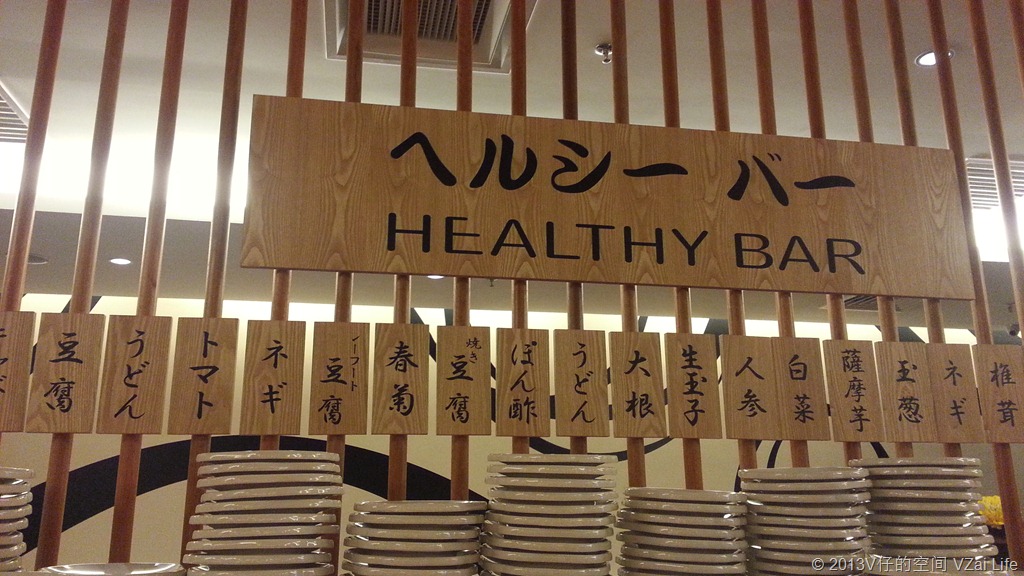 ヘルシー バー
HEALTHY BAR
豆腐
うどん
トマト
ネギ
豆腐
春菊
焼き豆腐
ぽん酢
うどん
大根
生玉子
人参
白菜
薩摩芋
玉葱
ネギ
椎茸
© 2013V仔的空间 VZai Life